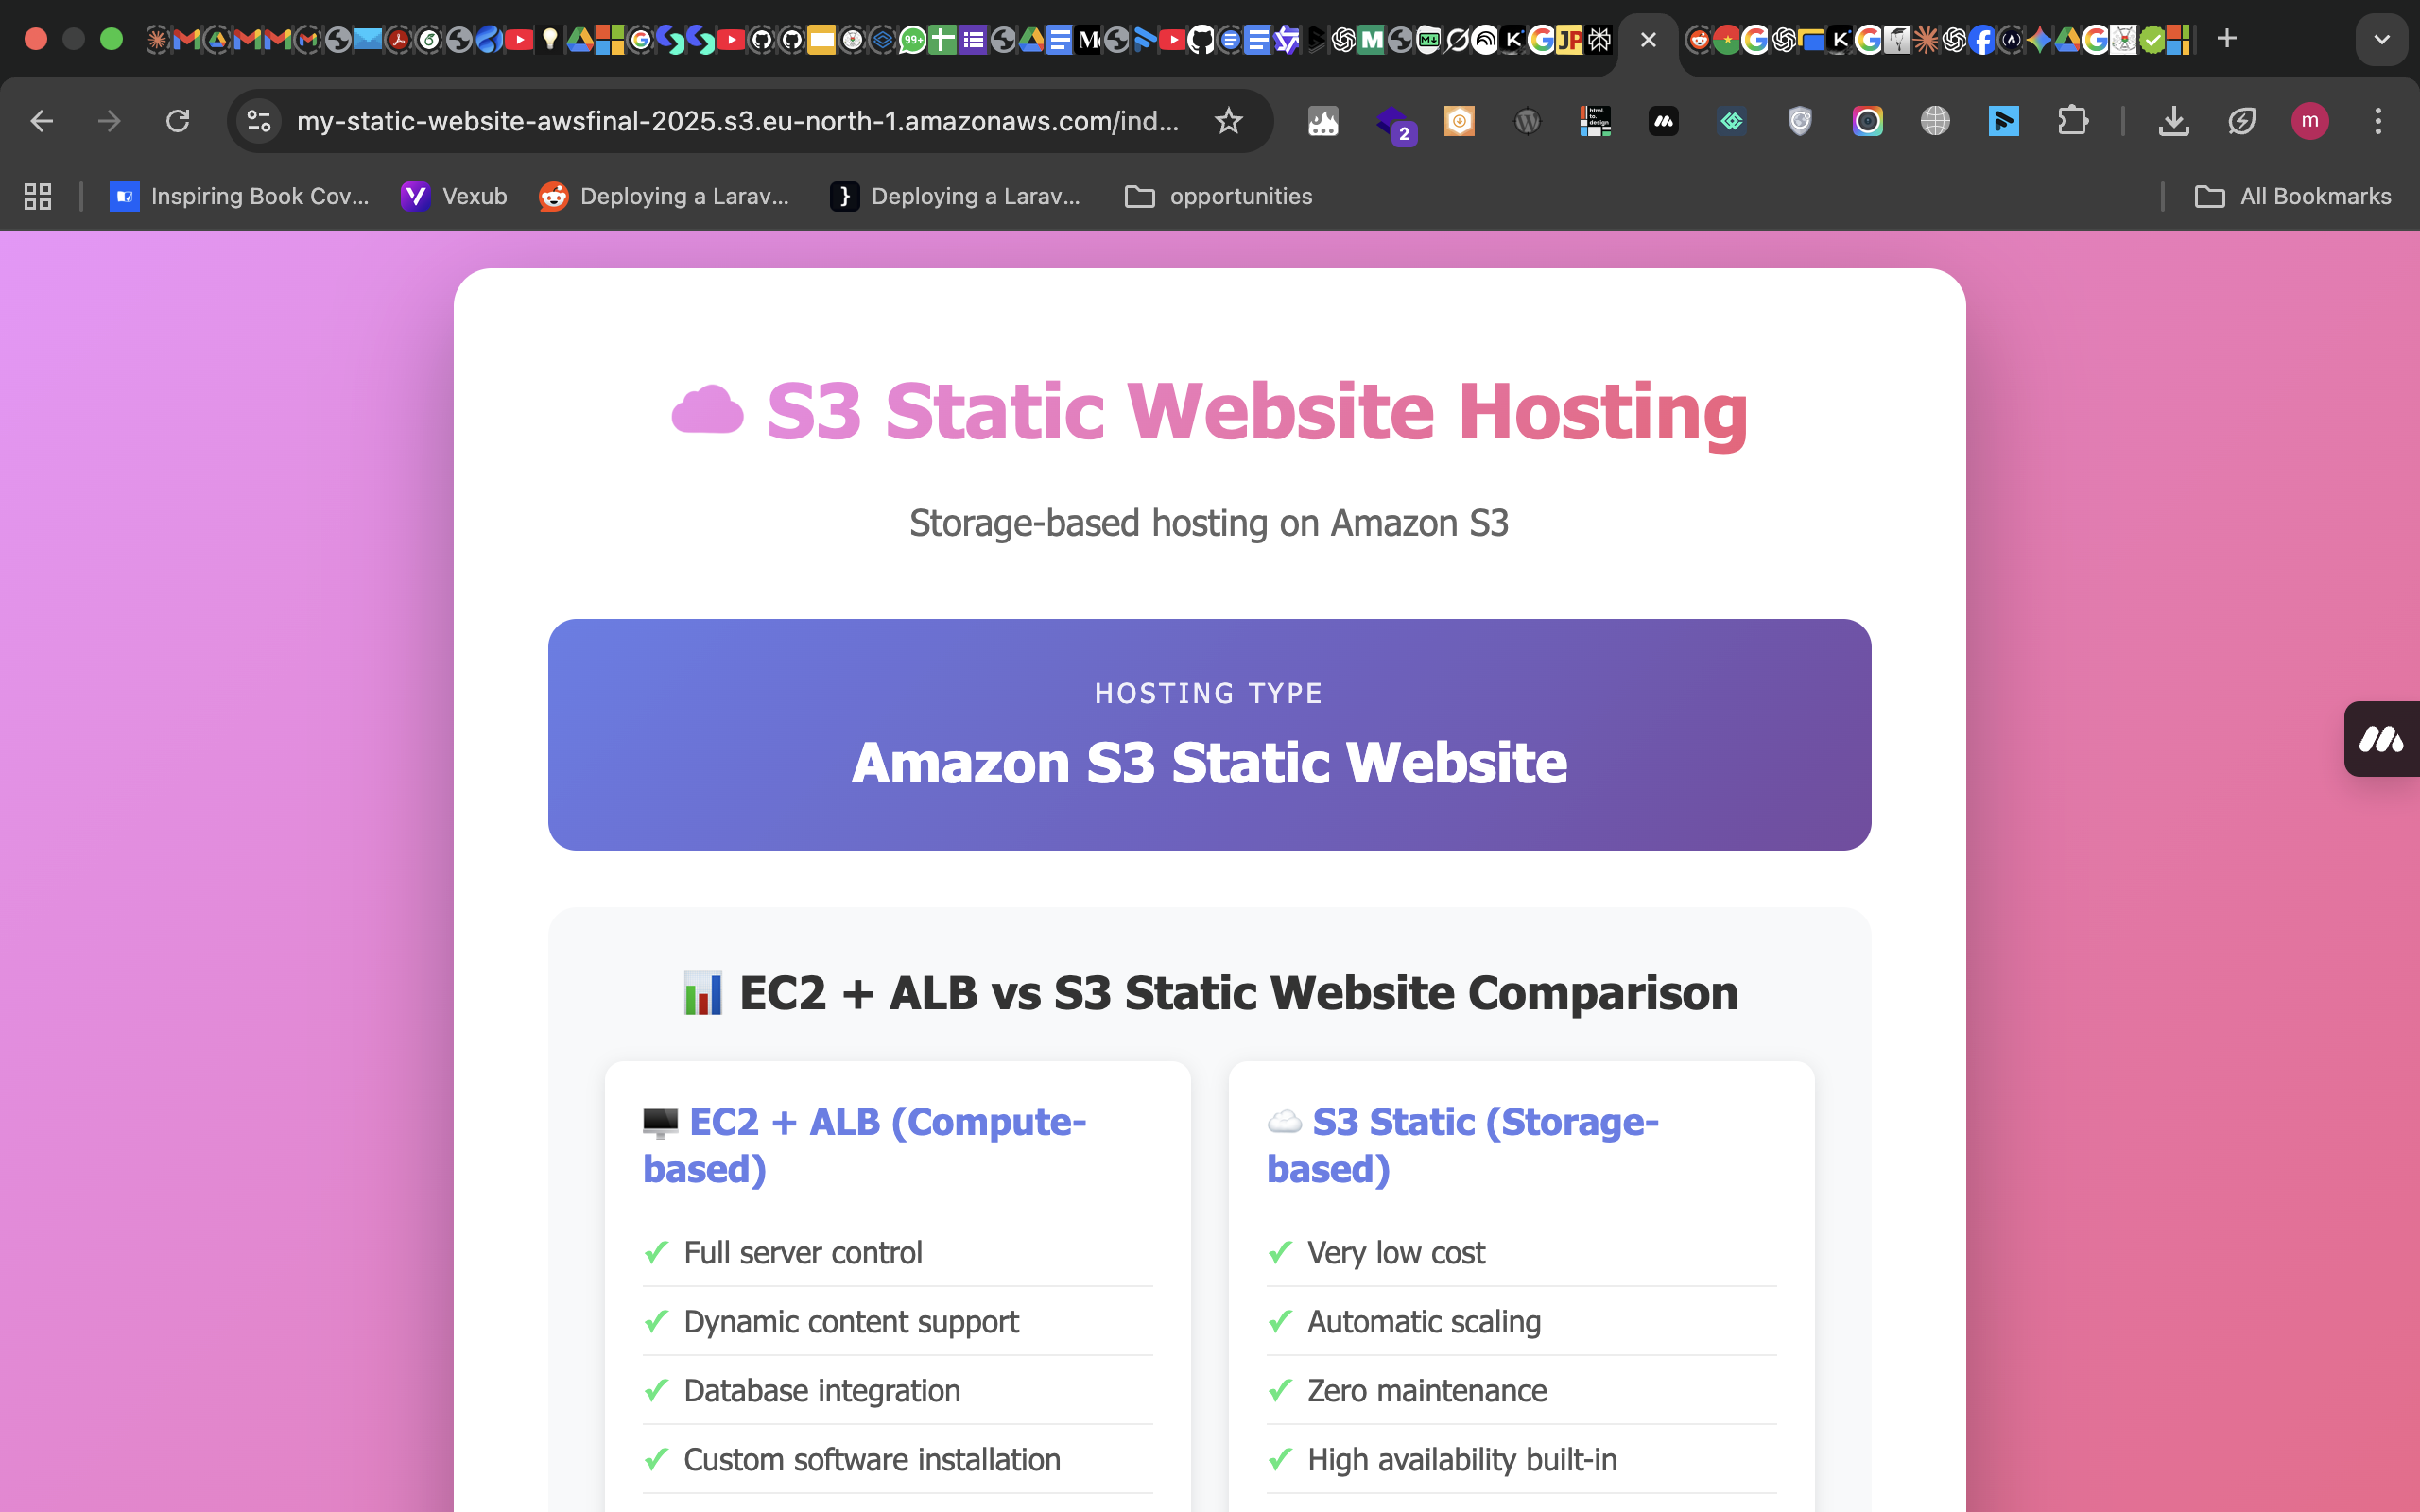 my-static-website-awsfinal-2025.s3.eu-north-1.amazonaws.com/ind...
2
m
Inspiring Book Cov...
Vexub
Deploying a Larav...
Deploying a Larav...
opportunities
All Bookmarks
S3 Static Website Hosting
Storage-based hosting on Amazon S3
HOSTING TYPE
Amazon S3 Static Website
EC2 + ALB vs S3 Static Website Comparison
EC2 + ALB (Compute-
based)
✓ Full server control
✓ Dynamic content support
✓ Database integration
✓ Custom software installation
S3 Static (Storage-
based)
✓ Very low cost
✓ Automatic scaling
✓ Zero maintenance
✓ High availability built-in